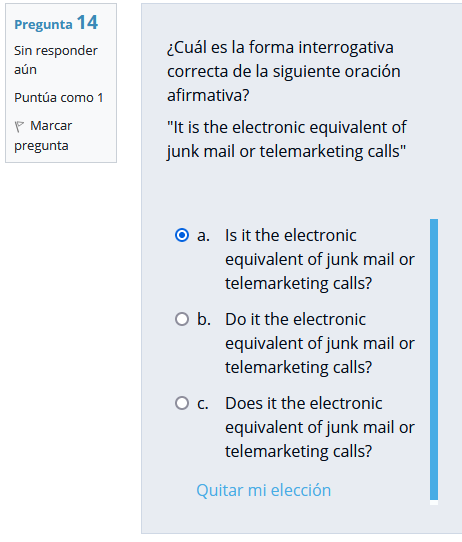 Pregunta 14
Sin responder
aún
Puntúa como 1
Marcar
pregunta
¿Cuál es la forma interrogativa
correcta de la siguiente oración
afirmativa?
"It is the electronic equivalent of
junk mail or telemarketing calls"
a. Is it the electronic
equivalent of junk mail or
telemarketing calls?
b. Do it the electronic
equivalent of junk mail or
telemarketing calls?
c. Does it the electronic
equivalent of junk mail or
telemarketing calls?
Quitar mi elección